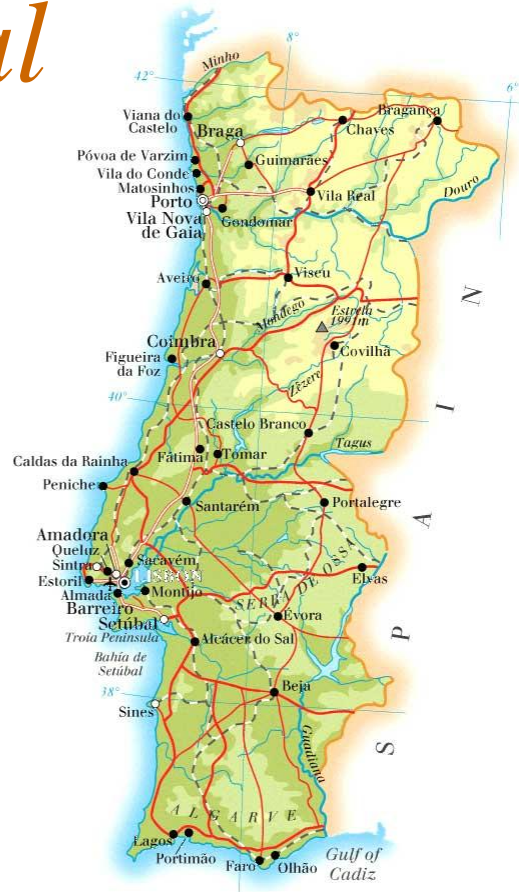 al
8°
6°
42°
Minho
Viana do
Castelo
Braga
Chaves
Bragança
Póvoa de Varzim
Guimarães
Vila do Conde
Matosinhos
Porto
Vila Real
Douro
Vila Nova
de Gaia
Gondomar
Aveiro
Viseu
N
Mondego
Estrela
1991m
Coimbra
Covilhã
Figueira
da Foz
Zêzere
40°
I
Castelo Branco
Tagus
Fátima
Tomar
Caldas da Rainha
Peniche
Santarém
Portalegre
A
Amadora
Queluz
Sintra
Sacavém
LISBON
Estoril
Almada
Montijo
Elvas
SERRA DE OSSA
Barreiro
Setúbal
Évora
Troia Península
Alcácer do Sal
P
Bahía de
Setúbal
38°
Beja
Sines
Guadiana
S
ALGARVE
Lagos
Portimão
Faro
Olhão
Gulf of
Cadiz